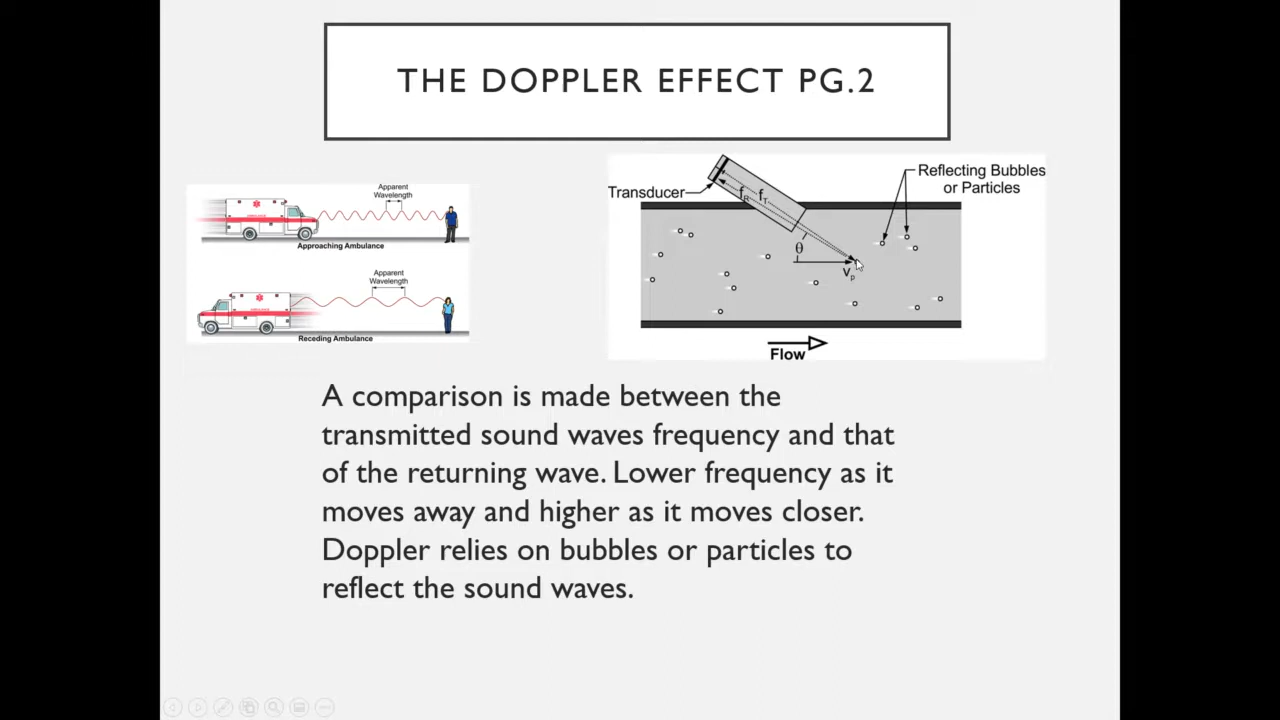 THE DOPPLER EFFECT PG.2
Apparent
Wavelength
Approaching Ambulance
Apparent
Wavelength
Receding Ambulance
Transducer
fR fT
θ
vp
Reflecting Bubbles
or Particles
Flow
A comparison is made between the
transmitted sound waves frequency and that
of the returning wave. Lower frequency as it
moves away and higher as it moves closer.
Doppler relies on bubbles or particles to
reflect the sound waves.